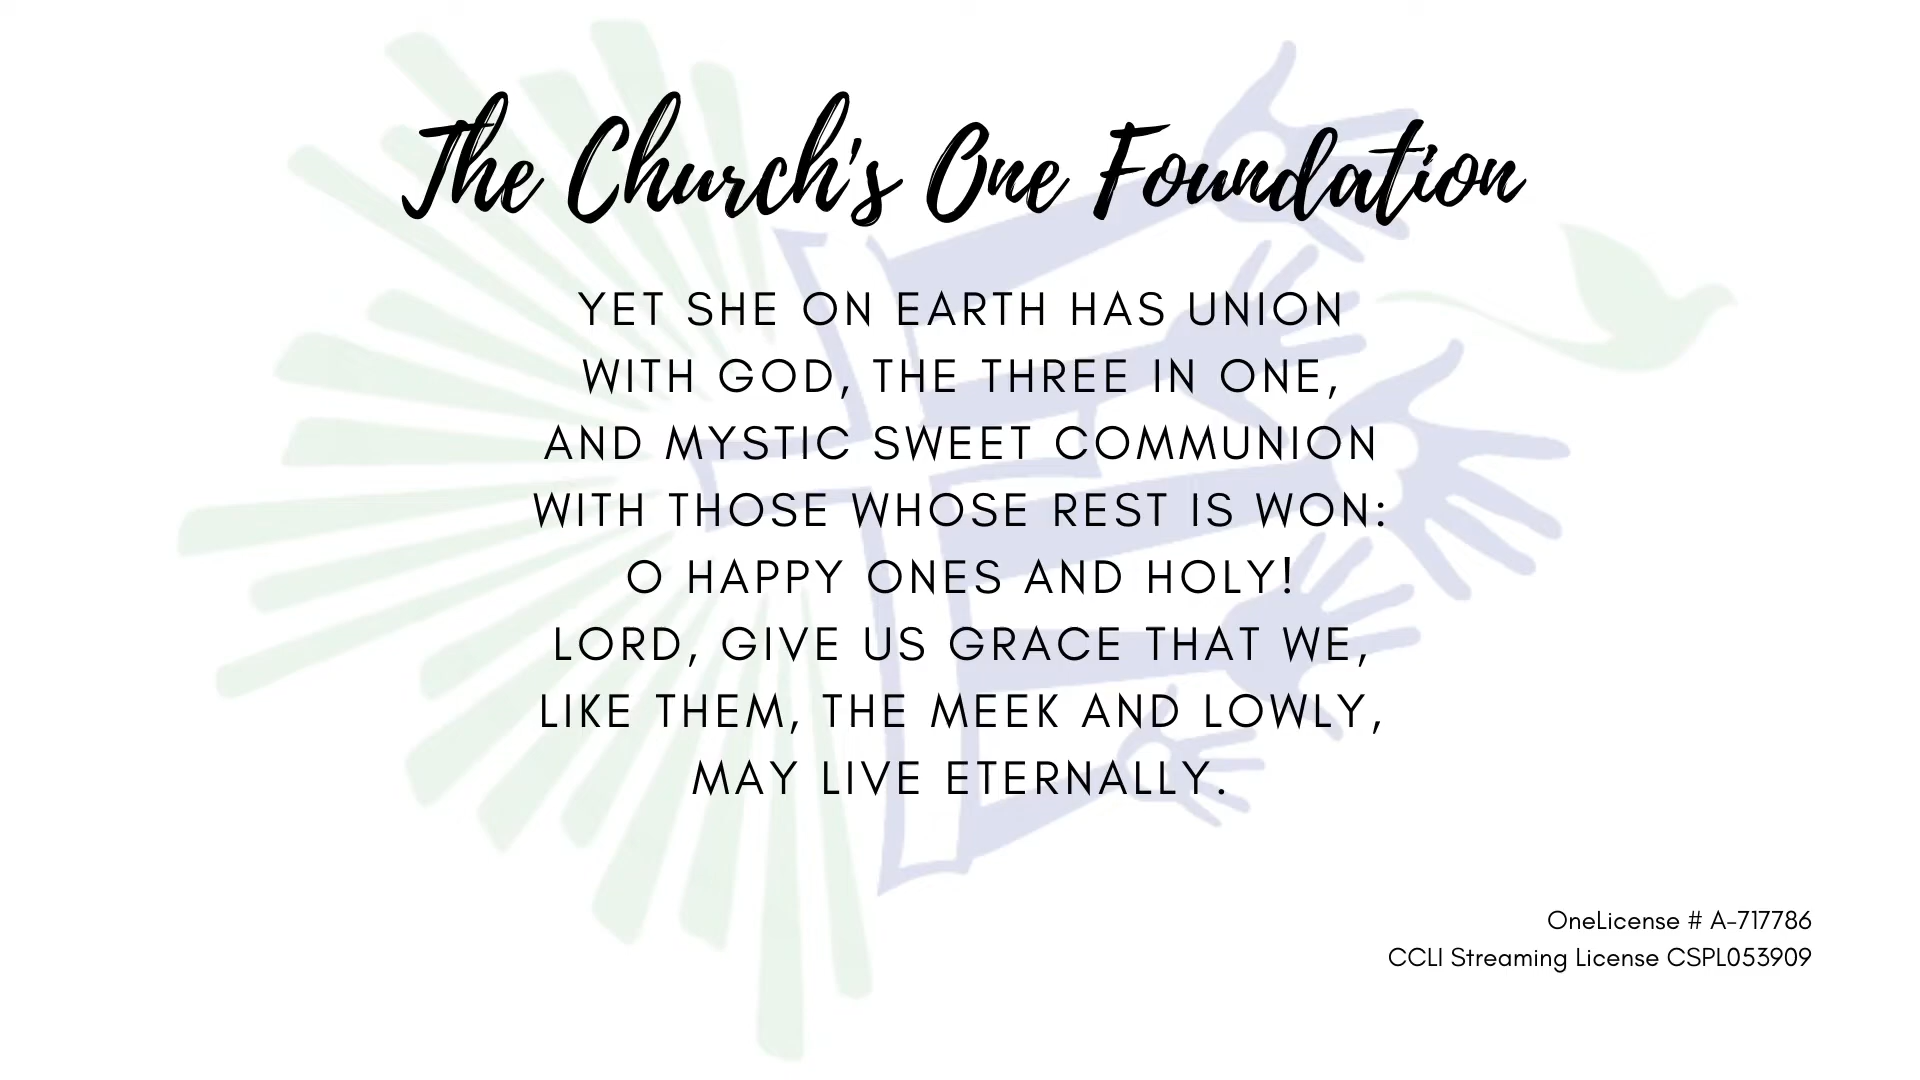 The Church's One Foundation
YET SHE ON EARTH HAS UNION
WITH GOD, THE THREE IN ONE,
AND MYSTIC SWEET COMMUNION
WITH THOSE WHOSE REST IS WON:
O HAPPY ONES AND HOLY!
LORD, GIVE US GRACE THAT WE,
LIKE THEM, THE MEEK AND LOWLY,
MAY LIVE ETERNALLY.
OneLicense # A-717786
CCLI Streaming License CSPL053909